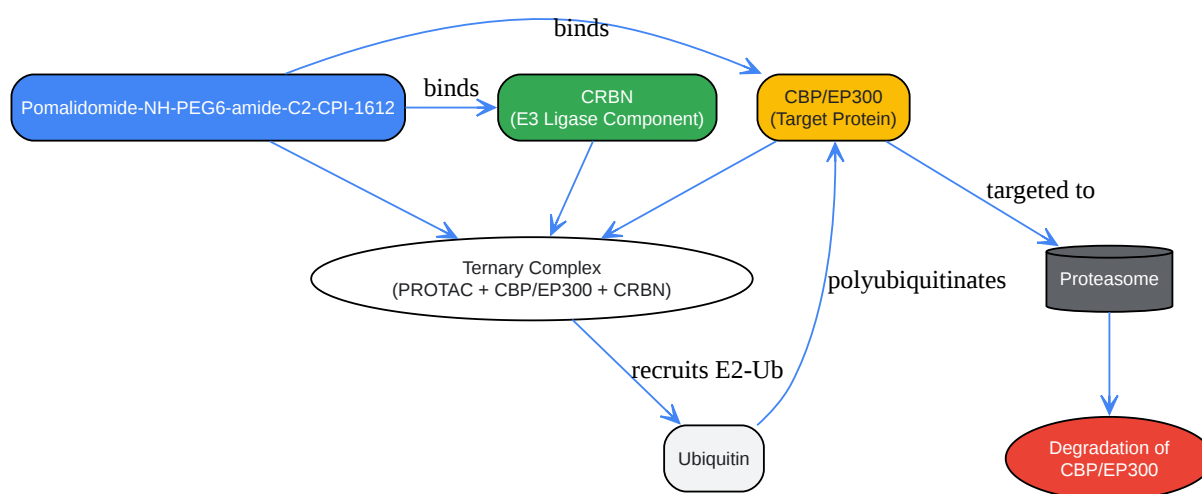 binds
Pomalidomide-NH-PEG6-amide-C2-CPI-1612
binds
CRBN
(E3 Ligase Component)
CBP/EP300
(Target Protein)
targeted to
Ternary Complex
(PROTAC + CBP/EP300 + CRBN)
polyubiquitinates
Proteasome
recruits E2-Ub
Ubiquitin
Degradation of
CBP/EP300